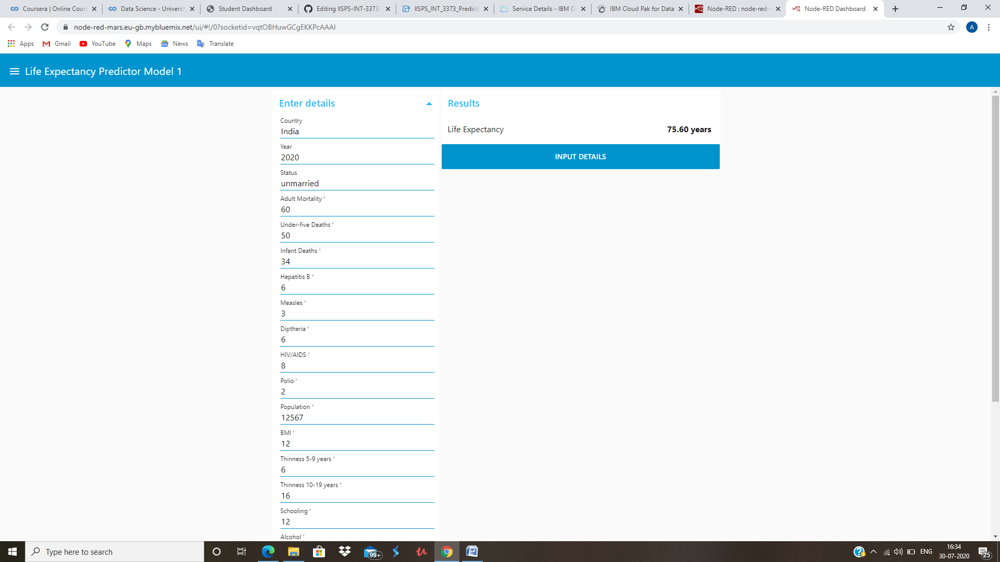 Coursera | Online Cour
Data Science - Universi
Student Dashboard
Editing IISPS-INT-3373-
IISPS_INT_3373_Predicti
Service Details - IBM Cl
IBM Cloud Pak for Data
Node-RED : node-red-
Node-RED Dashboard
node-red-mars.eu-gb.mybluemix.net/ui/#!/0?socketid=vqtOBHuwGCgEKKPcAAAI
A
Apps
Gmail
YouTube
Maps
News
Translate
Life Expectancy Predictor Model 1
Enter details
Country
India
Year
2020
Status
unmarried
Adult Mortality *
60
Under-five Deaths *
50
Infant Deaths *
34
Hepatitis B *
6
Measles *
3
Diptheria *
6
HIV/AIDS *
8
Polio *
2
Population *
12567
BMI *
12
Thinness 5-9 years *
6
Thinness 10-19 years *
16
Schooling *
12
Alcohol *
Results
Life Expectancy 75.60 years
INPUT DETAILS
Type here to search
99+
ENG
16:34
30-07-2020
25